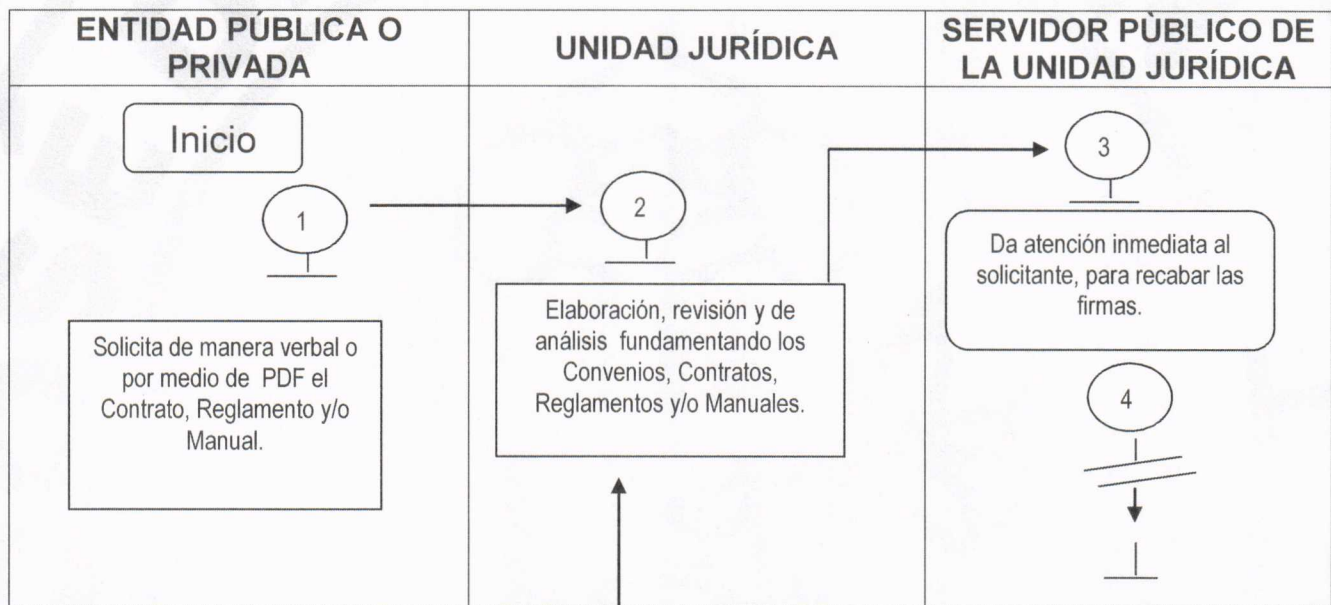 ENTIDAD PÚBLICA O
PRIVADA
UNIDAD JURÍDICA
SERVIDOR PÙBLICO DE
LA UNIDAD JURÍDICA
Inicio
1
Solicita de manera verbal o
por medio de PDF el
Contrato, Reglamento y/o
Manual.
2
Elaboración, revisión y de
análisis fundamentando los
Convenios, Contratos,
Reglamentos y/o Manuales.
3
Da atención inmediata al
solicitante, para recabar las
firmas.
4